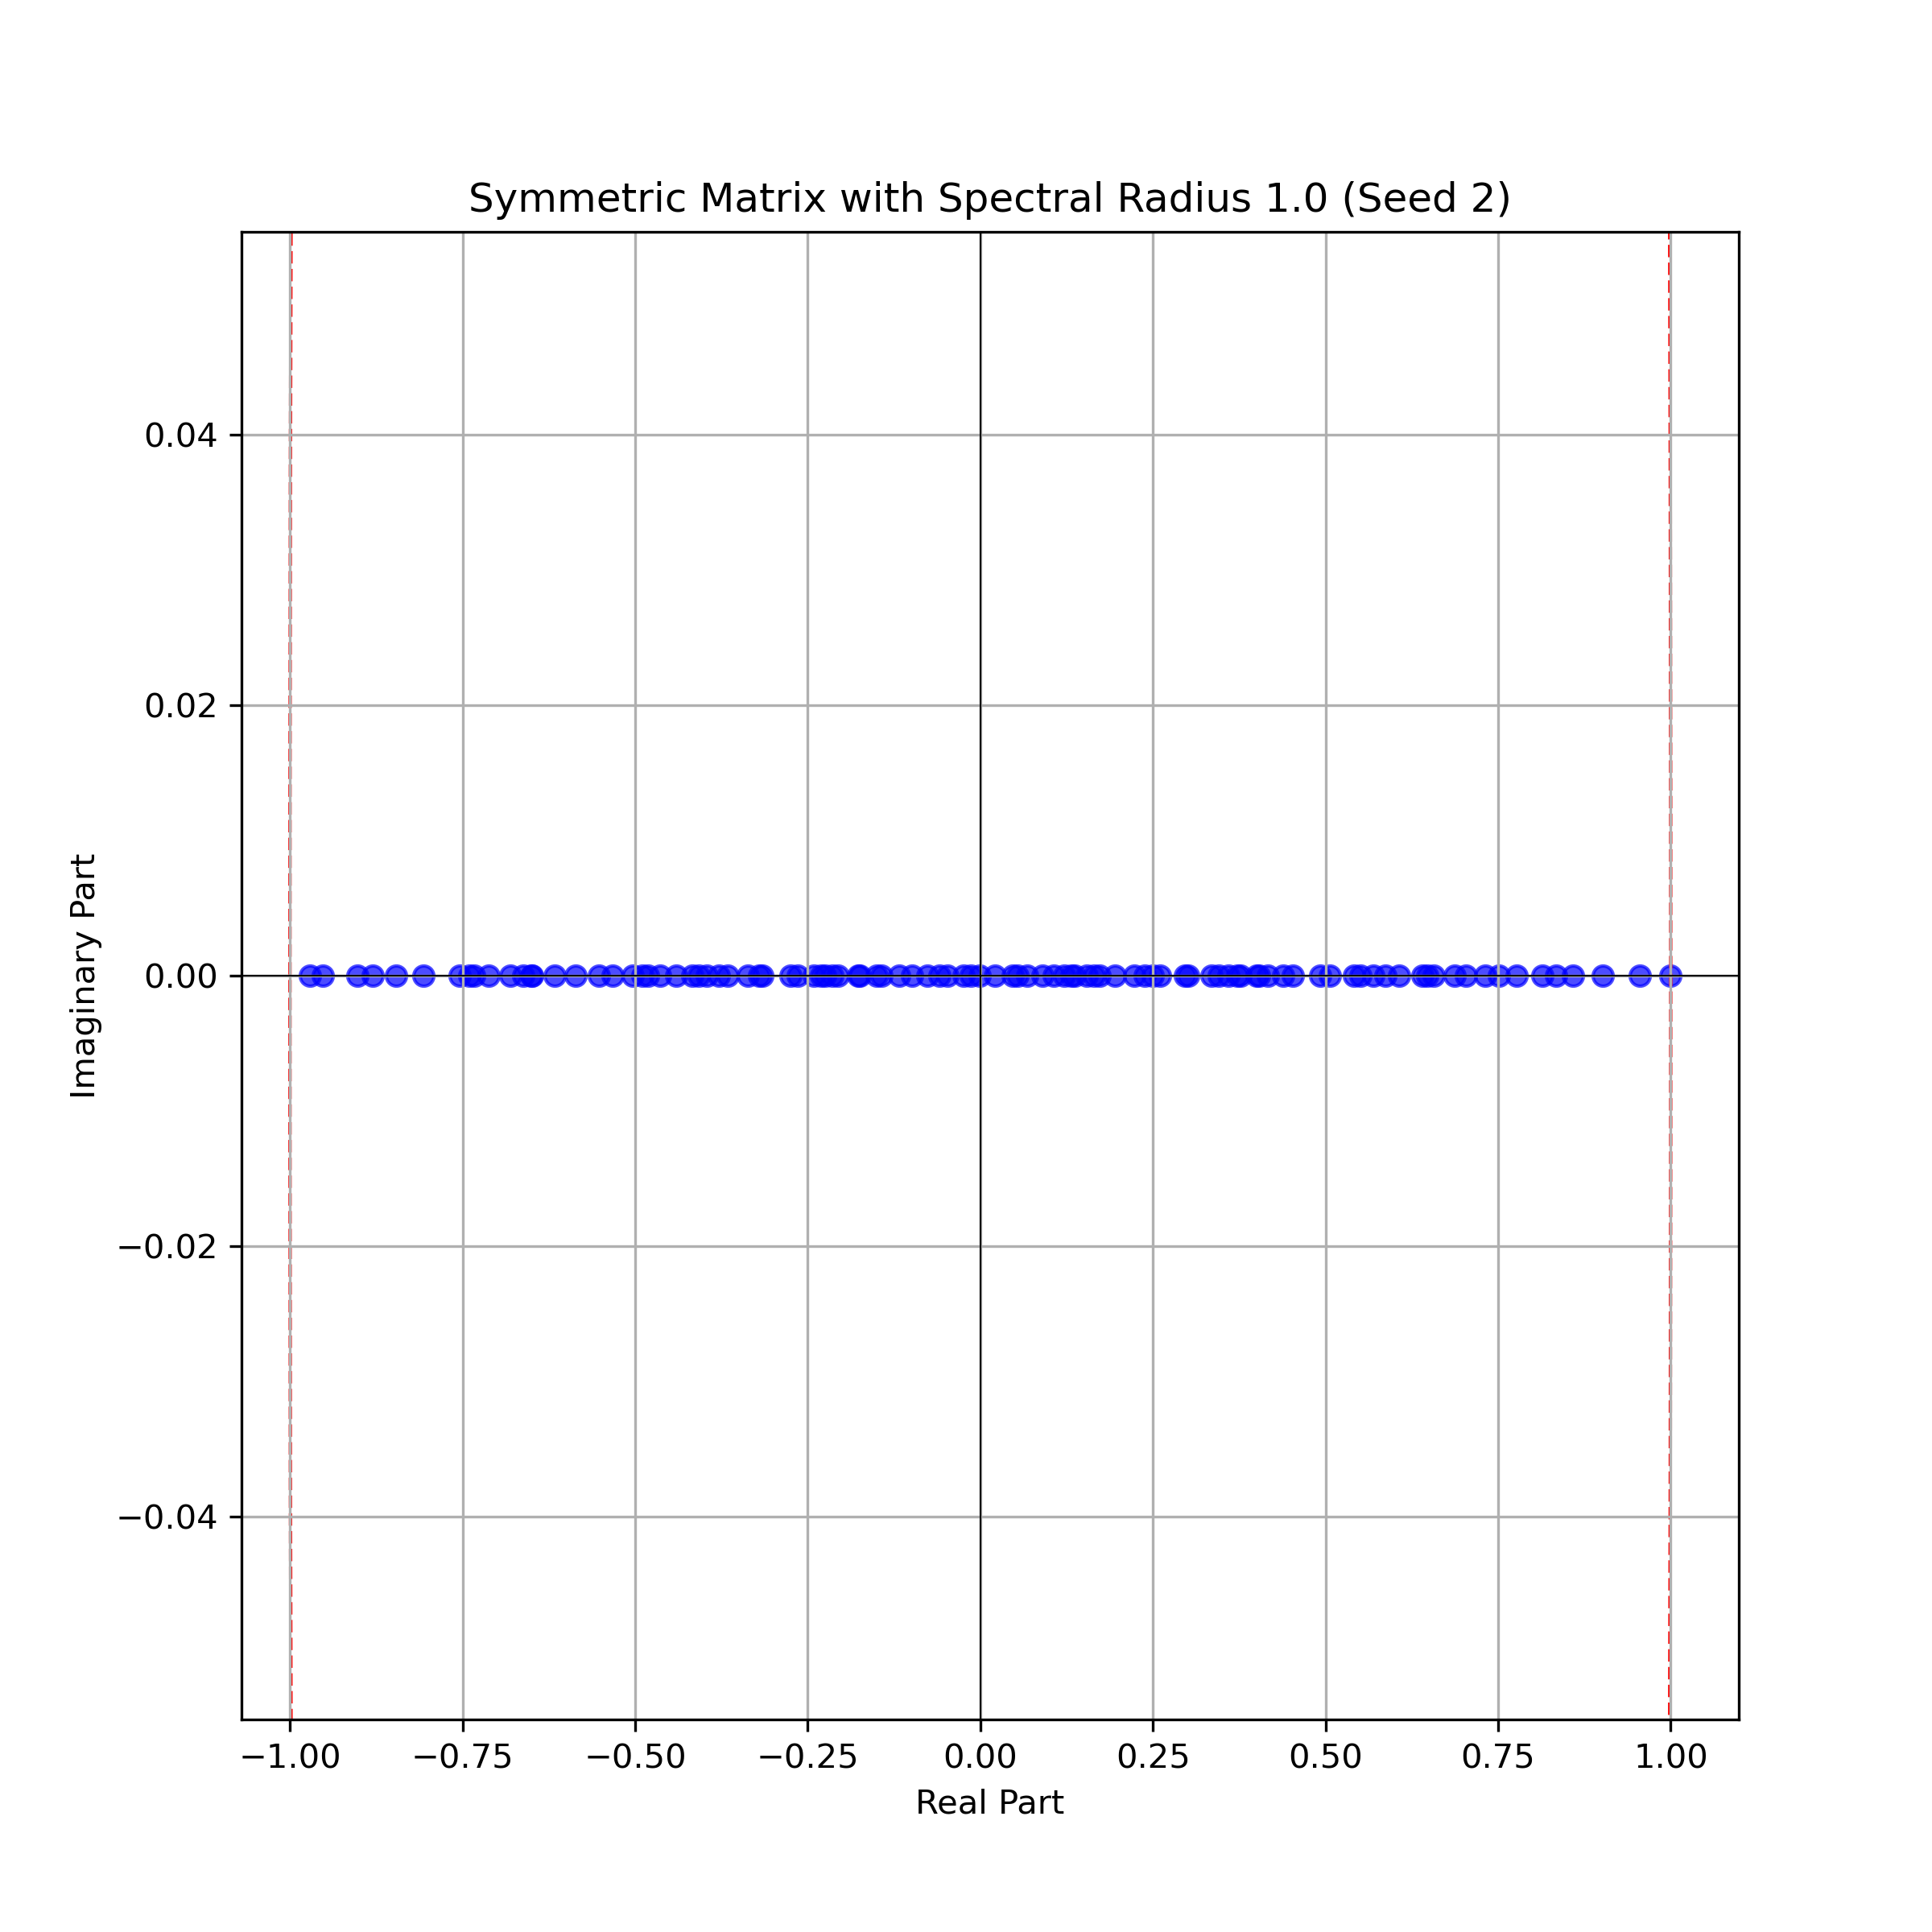 Symmetric Matrix with Spectral Radius 1.0 (Seed 2)
0.04
0.02
0.00
−0.02
−0.04
Imaginary Part
−1.00 −0.75 −0.50 −0.25 0.00 0.25 0.50 0.75 1.00
Real Part